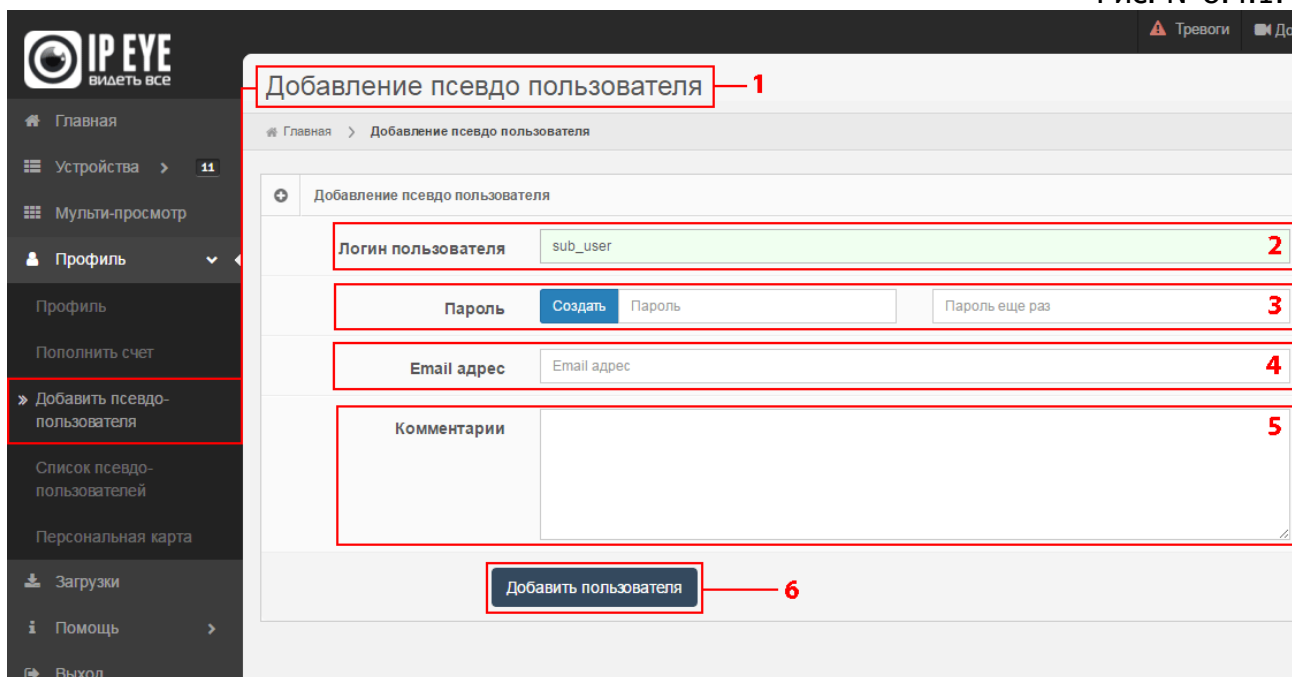 Тревоги
IP EYE
видеть все
Добавление псевдо пользователя
1
Главная
Главная > Добавление псевдо пользователя
Устройства > 11
Добавление псевдо пользователя
Мульти-просмотр
Логин пользователя sub_user 2
Профиль
Профиль
Пароль Создать Пароль Пароль еще раз 3
Пополнить счет
Email адрес Email адрес 4
Добавить псевдо-
пользователя
Комментарии 5
Список псевдо-
пользователей
Персональная карта
Загрузки
Добавить пользователя 6
Помощь >
Выход